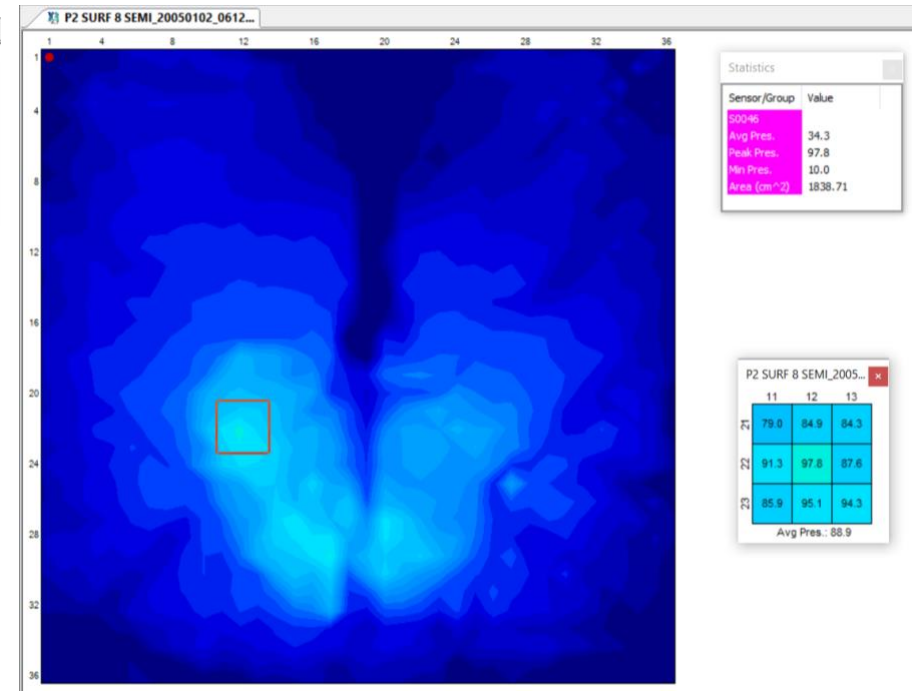 P2 SURF 8 SEMI_20050102_0612...
1 4 8 12 16 20 24 28 32 36
1
4
8
12
16
20
24
28
32
36
Statistics
Sensor/Group Value
S0046
Avg Pres. 34.3
Peak Pres. 97.8
Min Pres. 10.0
Area (cm^2) 1838.71
P2 SURF 8 SEMI_2005...
11 12 13
21 79.0 84.9 84.3
22 91.3 97.8 87.6
23 85.9 95.1 94.3
Avg Pres.: 88.9